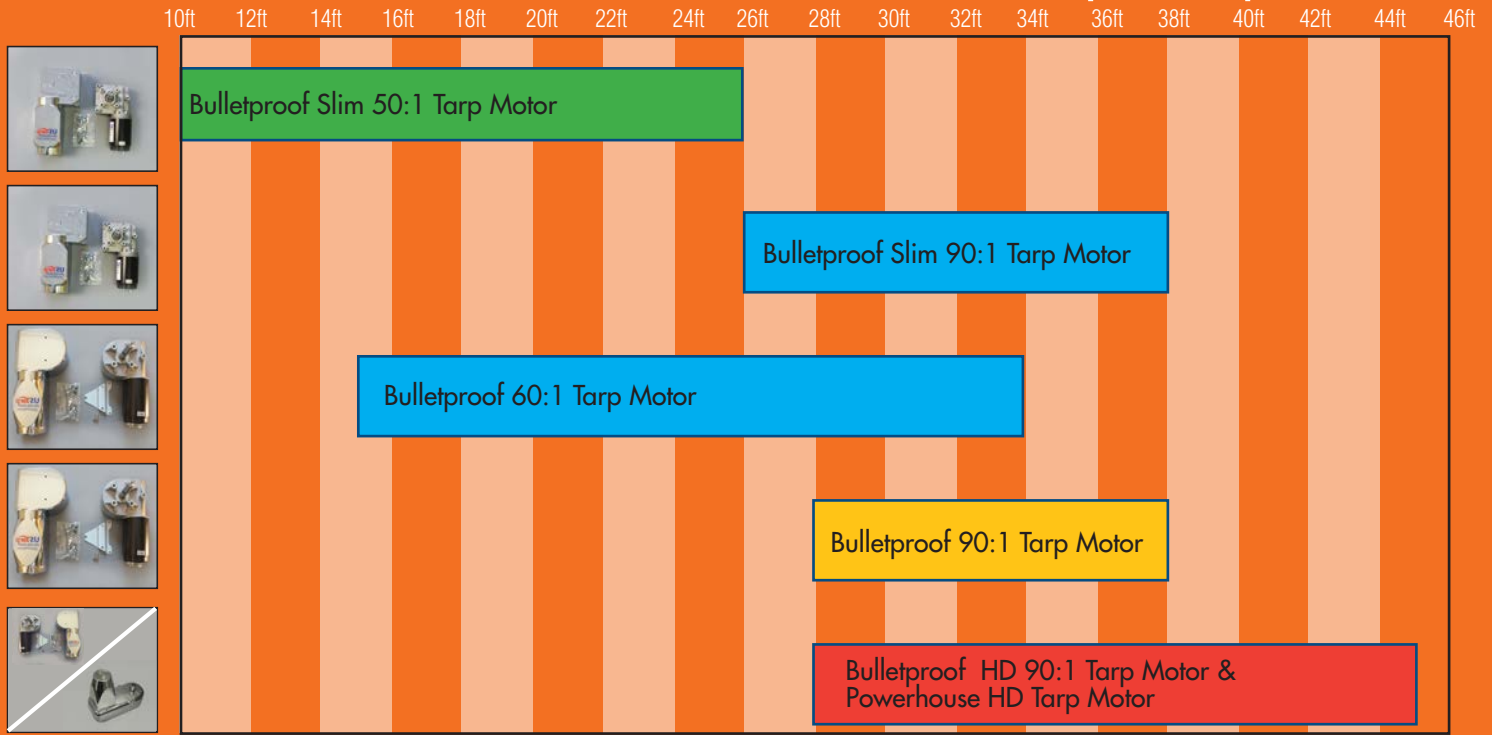 10ft 12ft 14ft 16ft 18ft 20ft 22ft 24ft 26ft 28ft 30ft 32ft 34ft 36ft 38ft 40ft 42ft 44ft 46ft
Bulletproof Slim 50:1 Tarp Motor
Bulletproof Slim 90:1 Tarp Motor
Bulletproof 60:1 Tarp Motor
Bulletproof 90:1 Tarp Motor
Bulletproof HD 90:1 Tarp Motor &
Powerhouse HD Tarp Motor